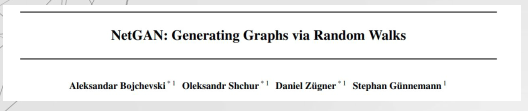 NetGAN: Generating Graphs via Random Walks
Aleksandar Bojchevski * 1 Oleksandr Shchur * 1 Daniel Zügner * 1 Stephan Günnemann 1